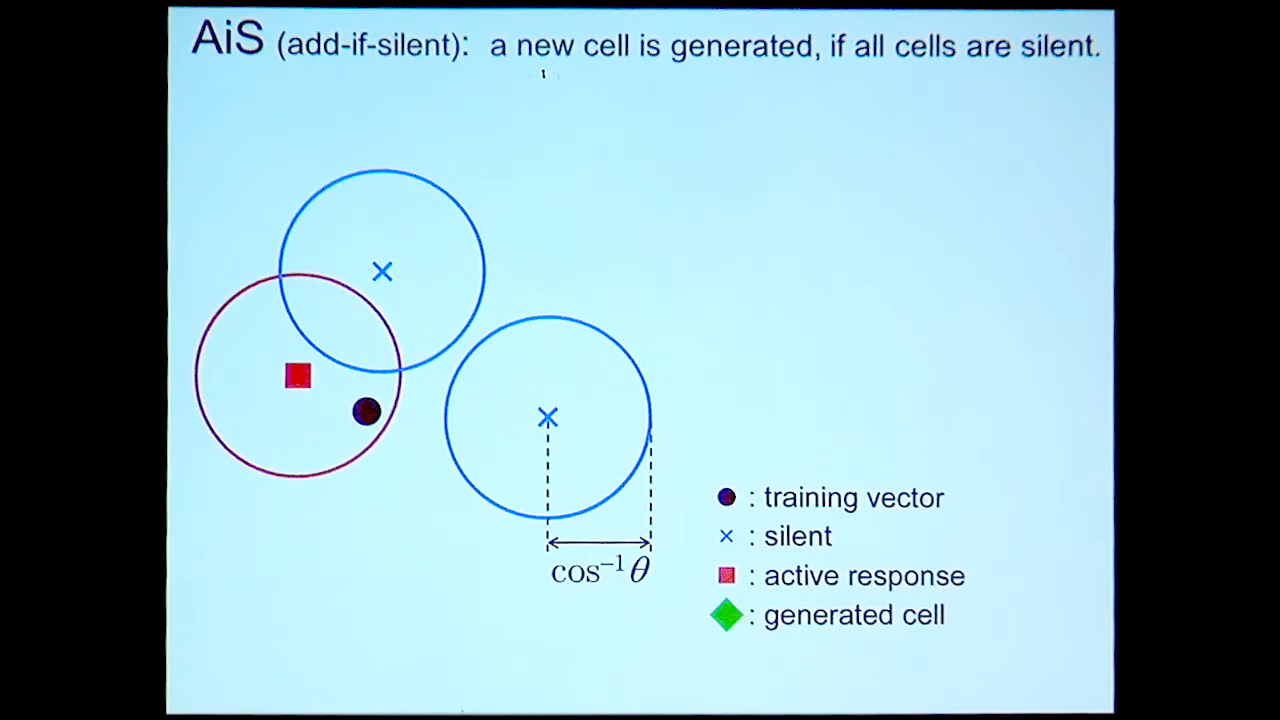 AiS (add-if-silent): a new cell is generated, if all cells are silent.
cos⁻¹θ
: training vector
: silent
: active response
: generated cell